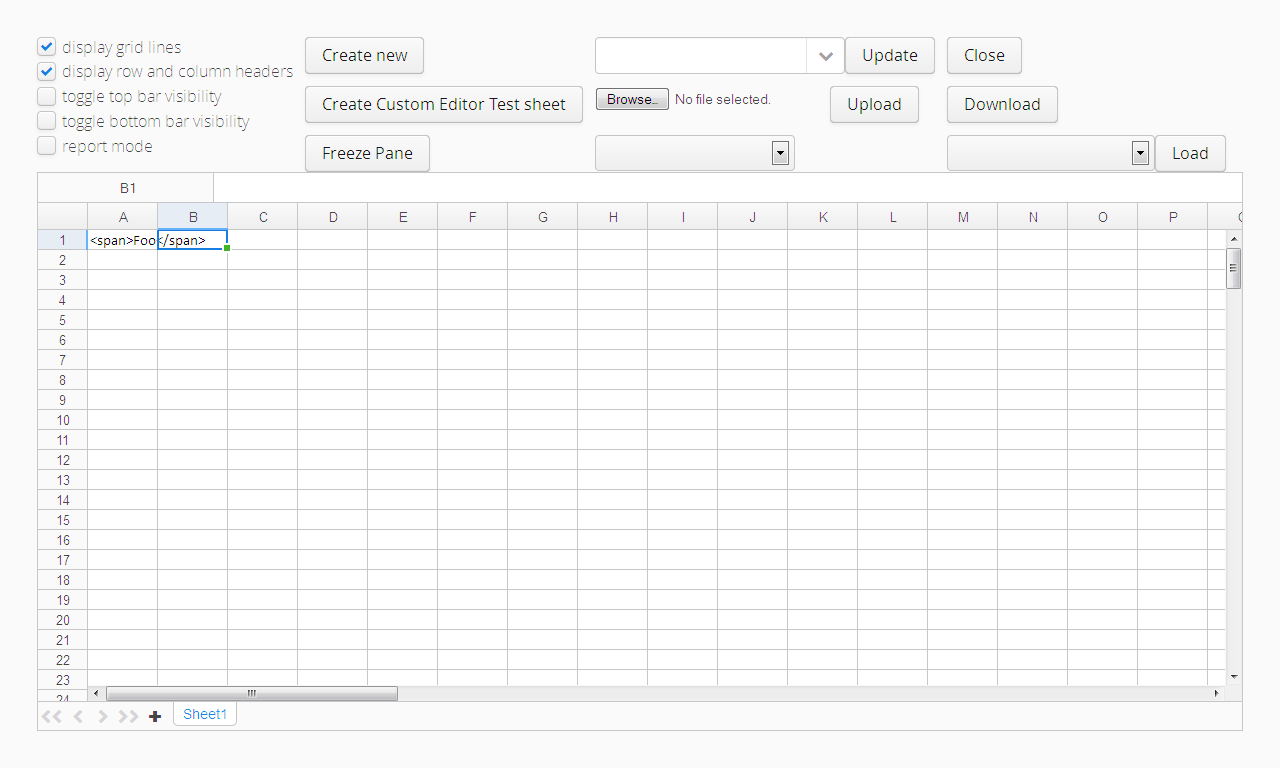 display grid lines
display row and column headers
toggle top bar visibility
toggle bottom bar visibility
report mode
Create new
Update
Close
Create Custom Editor Test sheet
Browse..
No file selected.
Upload
Download
Freeze Pane
Load
B1
A B C D E F G H I J K L M N O P
1 <span>Foo</span>
2
3
4
5
6
7
8
9
10
11
12
13
14
15
16
17
18
19
20
21
22
23
24
Sheet1